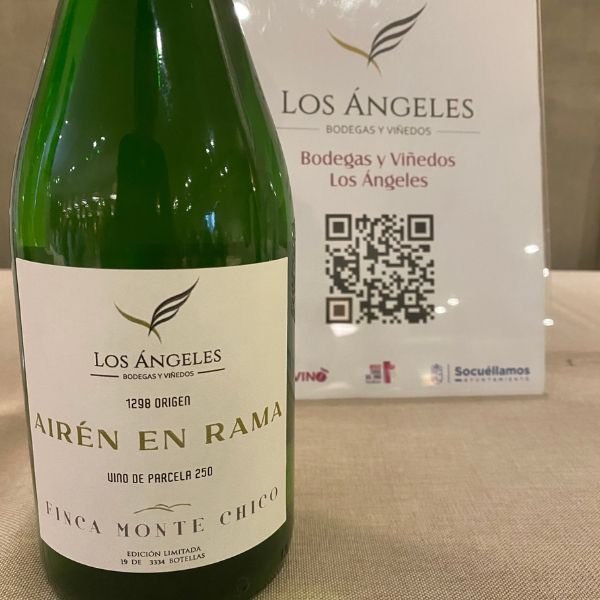 LOS ÁNGELES
BODEGAS Y VIÑEDOS
1298 ORIGEN
AIRÉN EN RAMA
VINO DE PARCELA 250
FINCA MONTE CHICO
EDICIÓN LIMITADA
19 DE 3334 BOTELLAS
LOS ÁNGELES
BODEGAS Y VIÑEDOS
Bodegas y Viñedos
Los Ángeles
VINO
Socuéllamos
AYUNTAMIENTO